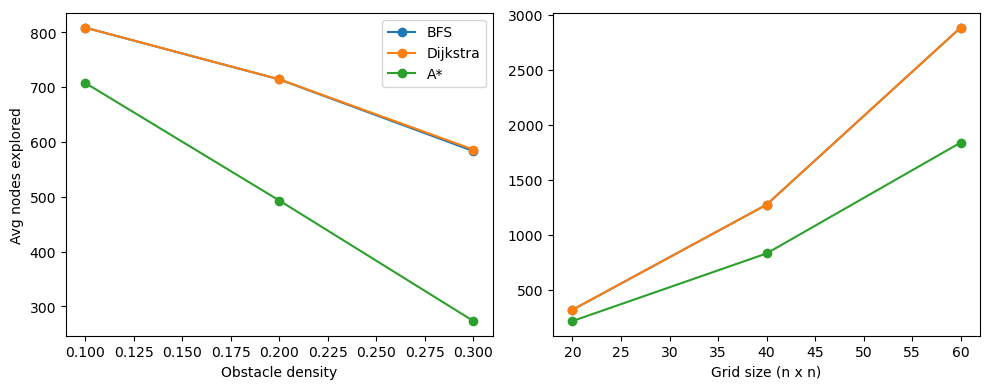 Avg nodes explored
800
700
600
500
400
300
BFS
Dijkstra
A*
0.100 0.125 0.150 0.175 0.200 0.225 0.250 0.275 0.300
Obstacle density
3000
2500
2000
1500
1000
500
20 25 30 35 40 45 50 55 60
Grid size (n x n)